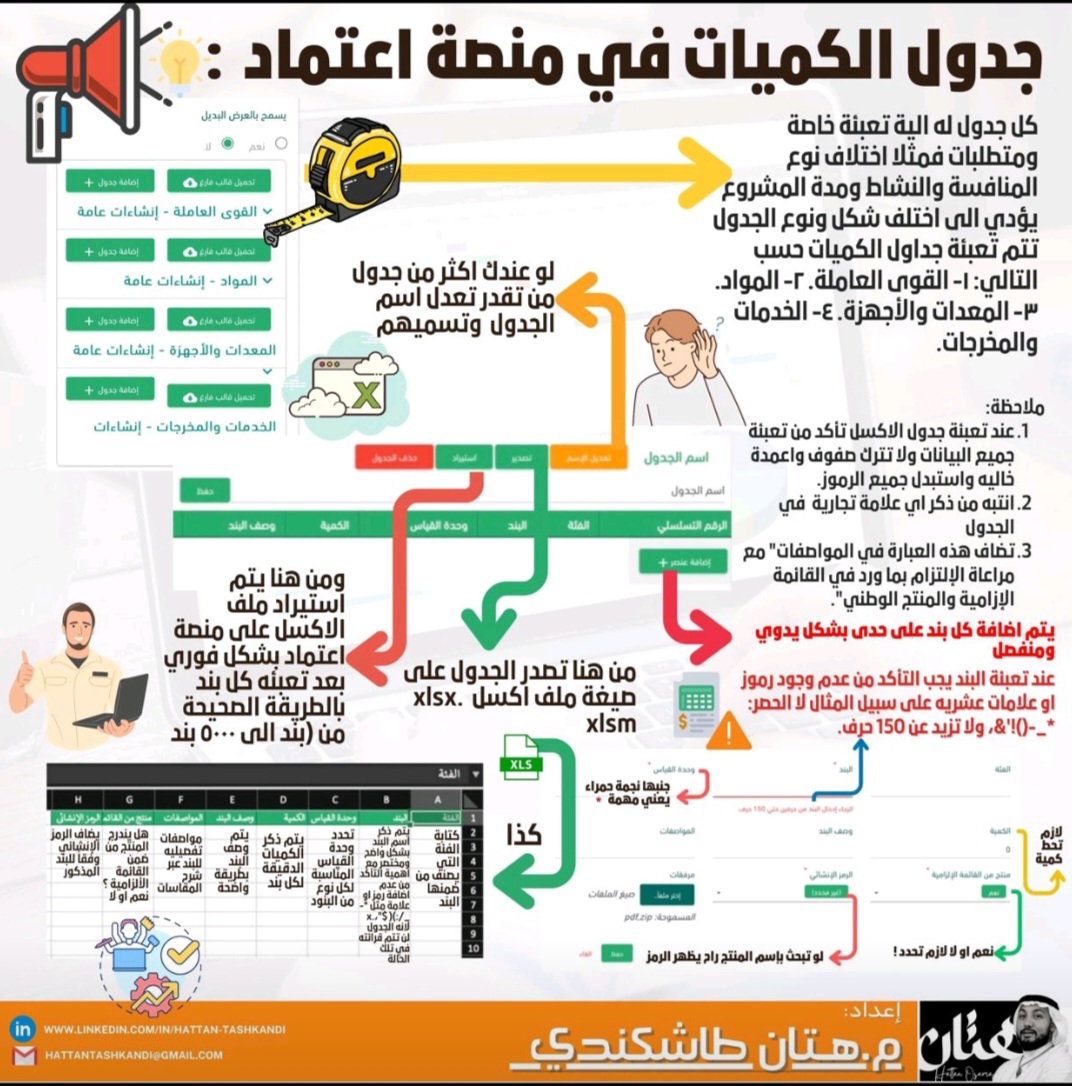 جدول الكميات في منصة اعتماد :
كل جدول له الية تعبئة خاصة
ومتطلبات فمثلا اختلاف نوع
المنافسة والنشاط ومدة المشروع
يؤدي الى اختلف شكل ونوع الجدول
تتم تعبئة جداول الكميات حسب
التالي: ١- القوى العاملة. ٢- المواد.
٣- المعدات والأجهزة. ٤- الخدمات
والمخرجات.
يسمح بالعرض البديل
نعم لا
تحميل قالب فارغ
إضافة جدول +
القوى العاملة - إنشاءات عامة
تحميل قالب فارغ
إضافة جدول +
المواد - إنشاءات عامة
تحميل قالب فارغ
إضافة جدول +
المعدات والأجهزة - إنشاءات عامة
تحميل قالب فارغ
إضافة جدول +
الخدمات والمخرجات - إنشاءات
لو عندك اكثر من جدول
من تقدر تعدل اسم
الجدول وتسميهم
?
X
ملاحظة:
1. عند تعبئة جدول الاكسل تأكد من تعبئة
جميع البيانات ولا تترك صفوف واعمدة
خاليه واستبدل جميع الرموز.
2. انتبه من ذكر اي علامة تجارية في
الجدول
3. تضاف هذه العبارة في المواصفات" مع
مراعاة الإلتزام بما ورد في القائمة
الإزامية والمنتج الوطني".
اسم الجدول
تعديل الإسم
تصدير
استيراد
حذف الجدول
اسم الجدول
حفظ
الرقم التسلسلي الفئة البند وحدة القياس الكمية وصف البند
إضافة عنصر +
يتم اضافة كل بند على حدى بشكل يدوي
ومنفصل
عند تعبئة البند يجب التأكد من عدم وجود رموز
او علامات عشريه على سبيل المثال لا الحصر:
* _-()!'&، ولا تزيد عن 150 حرف.
ومن هنا يتم
استيراد ملف
الاكسل على منصة
اعتماد بشكل فوري
بعد تعبئه كل بند
بالطريقة الصحيحة
من (بند الى ٥٠٠٠ بند
من هنا تصدر الجدول على
صيغة ملف اكسل .xlsx
xlsm
$
!
XLS
كذا
الفئة
A B C D E F G H
1 الفئة البند وحدة القياس الكمية وصف البند المواصفات منتج من القائم الرمز الإنشائي
2
3
4
5
6
7
8
9
10
كتابة
الفئة
التي
يصنف من
ضمنها
البند
يتم ذكر
اسم البند
بشكل واضح
ومختصر مع
اهمية التأكد
من عدم
اضافة رمز او
علامة مثل *-
_/:)( $"،.x
لأنه الجدول
لن تتم قرائته
في تلك
الحالة
تحدد
وحدة
القياس
المناسبة
لكل نوع
من البنود
يتم ذكر
الكميات
الدقيقة
لكل بند
يتم
وصف
البند
بطريقة
واضحة
مواصفات
تفصيليه
للبند عبر
شرح
المقاسات
هل يندرج
المنتج من
ضمن
القائمة
الالزامية ؟
نعم او لا
يضاف الرمز
الإنشائي
وفقا للبند
المذكور
الفئة
البند *
وحدة القياس *
جنبها نجمة حمراء
يعني مهمة *
الرجاء إدخال البند من حرفين حتى 150 حرف
الكمية *
0
وصف البند
المواصفات
لازم
تحط
كمية
منتج من القائمة الإلزامية *
نعم
الرمز الإنشائي *
(غير محدد)
مرفقات
إختر ملفاً..
صيغ الملفات
المسموحة: pdf,zip
نعم او لا لازم تحدد !
لو تبحث بإسم المنتج راح يظهر الرمز
حفظ
الغاء
إعداد:
م.هتان طاشكندي
هتان
Hattan Osama
in WWW.LINKEDIN.COM/IN/HATTAN-TASHKANDI
HATTANTASHKANDI@GMAIL.COM